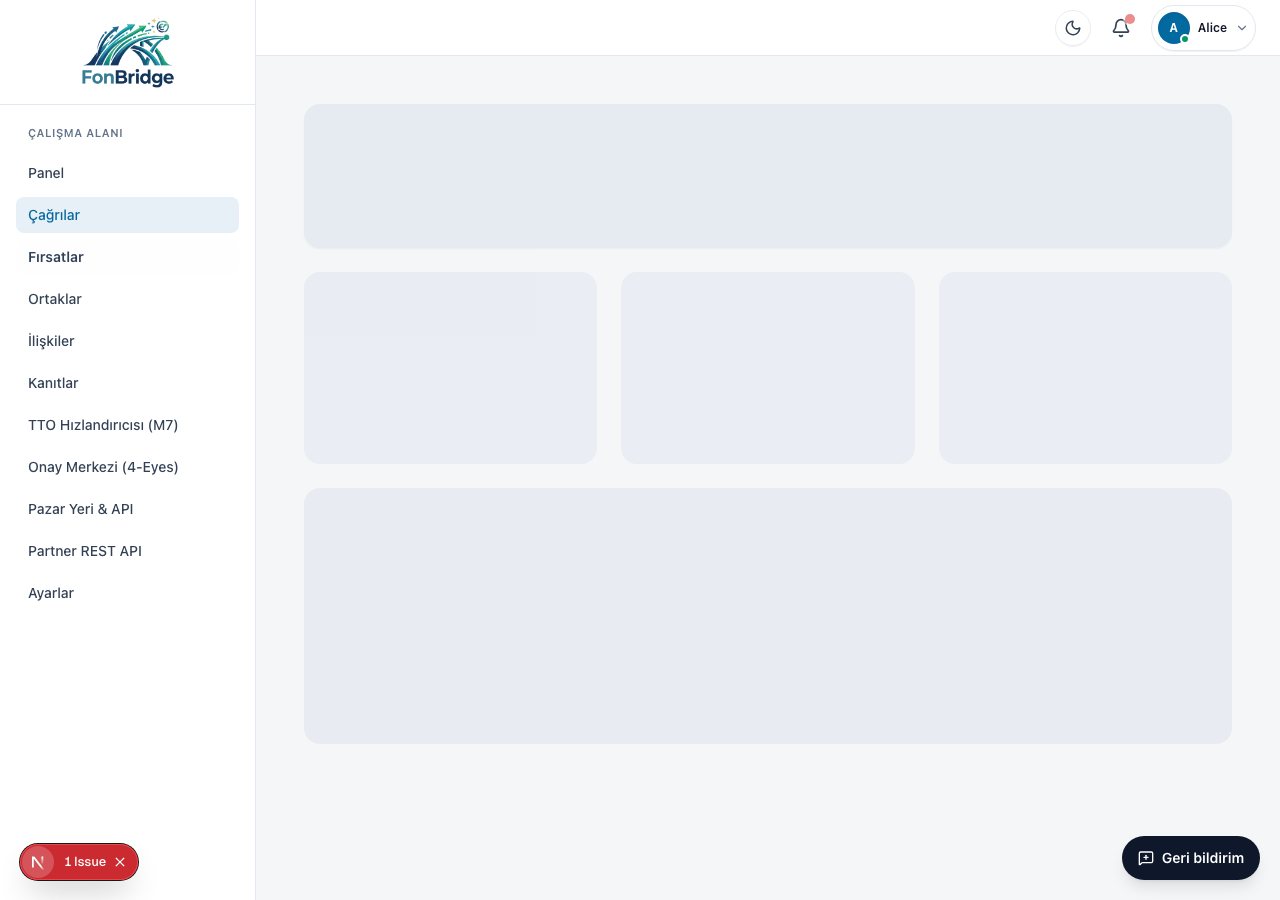 FonBridge
A
Alice
ÇALIŞMA ALANI
Panel
Çağrılar
Fırsatlar
Ortaklar
İlişkiler
Kanıtlar
TTO Hızlandırıcısı (M7)
Onay Merkezi (4-Eyes)
Pazar Yeri & API
Partner REST API
Ayarlar
N
1 Issue
Geri bildirim